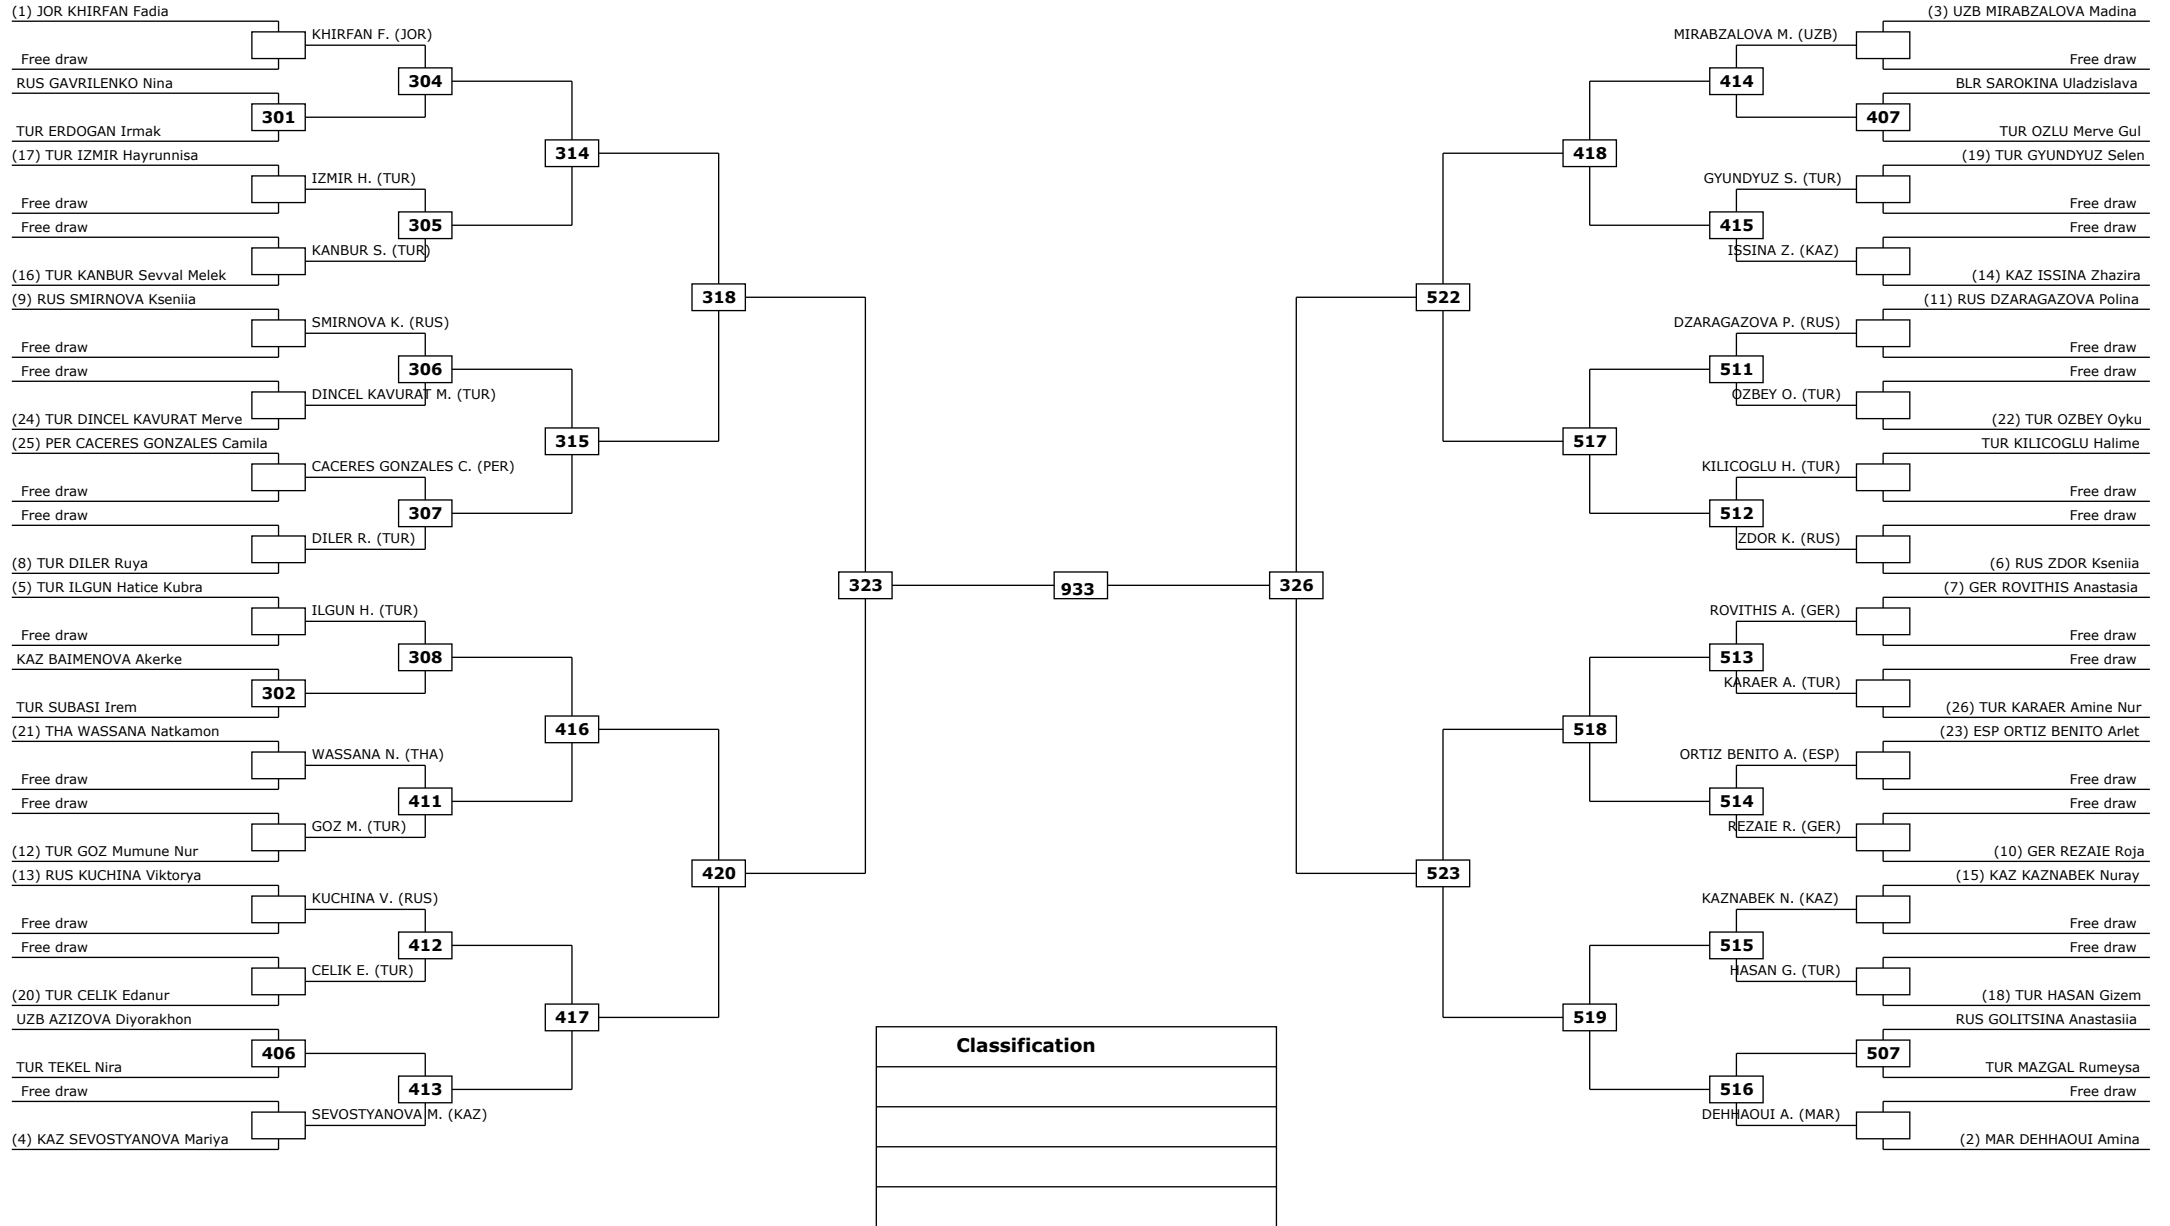 (1) JOR KHIRFAN Fadia
KHIRFAN F. (JOR)
Free draw
304
RUS GAVRILENKO Nina
301
TUR ERDOGAN Irmak
314
(17) TUR IZMIR Hayrunnisa
IZMIR H. (TUR)
Free draw
305
Free draw
KANBUR S. (TUR)
(16) TUR KANBUR Sevval Melek
318
(9) RUS SMIRNOVA Kseniia
SMIRNOVA K. (RUS)
Free draw
306
Free draw
DINCEL KAVURAT M. (TUR)
(24) TUR DINCEL KAVURAT Merve
315
(25) PER CACERES GONZALES Camila
CACERES GONZALES C. (PER)
Free draw
307
Free draw
DILER R. (TUR)
(8) TUR DILER Ruya
323
(5) TUR ILGUN Hatice Kubra
ILGUN H. (TUR)
Free draw
308
KAZ BAIMENOVA Akerke
302
TUR SUBASI Irem
416
(21) THA WASSANA Natkamon
WASSANA N. (THA)
Free draw
411
Free draw
GOZ M. (TUR)
(12) TUR GOZ Mumune Nur
420
(13) RUS KUCHINA Viktorya
KUCHINA V. (RUS)
Free draw
412
Free draw
CELIK E. (TUR)
(20) TUR CELIK Edanur
417
UZB AZIZOVA Diyorakhon
406
TUR TEKEL Nira
413
Free draw
SEVOSTYANOVA M. (KAZ)
(4) KAZ SEVOSTYANOVA Mariya
933
(3) UZB MIRABZALOVA Madina
MIRABZALOVA M. (UZB)
Free draw
414
BLR SAROKINA Uladzislava
407
TUR OZLU Merve Gul
418
(19) TUR GYUNDYUZ Selen
GYUNDYUZ S. (TUR)
Free draw
415
Free draw
ISSINA Z. (KAZ)
(14) KAZ ISSINA Zhazira
522
(11) RUS DZARAGAZOVA Polina
DZARAGAZOVA P. (RUS)
Free draw
511
Free draw
OZBEY O. (TUR)
(22) TUR OZBEY Oyku
517
TUR KILICOGLU Halime
KILICOGLU H. (TUR)
Free draw
512
Free draw
ZDOR K. (RUS)
(6) RUS ZDOR Kseniia
326
(7) GER ROVITHIS Anastasia
ROVITHIS A. (GER)
Free draw
513
Free draw
KARAER A. (TUR)
(26) TUR KARAER Amine Nur
518
(23) ESP ORTIZ BENITO Arlet
ORTIZ BENITO A. (ESP)
Free draw
514
Free draw
REZAIE R. (GER)
(10) GER REZAIE Roja
523
(15) KAZ KAZNABEK Nuray
KAZNABEK N. (KAZ)
Free draw
515
Free draw
HASAN G. (TUR)
(18) TUR HASAN Gizem
519
RUS GOLITSINA Anastasiia
507
TUR MAZGAL Rumeysa
516
Free draw
DEHHAOUI A. (MAR)
(2) MAR DEHHAOUI Amina
Classification